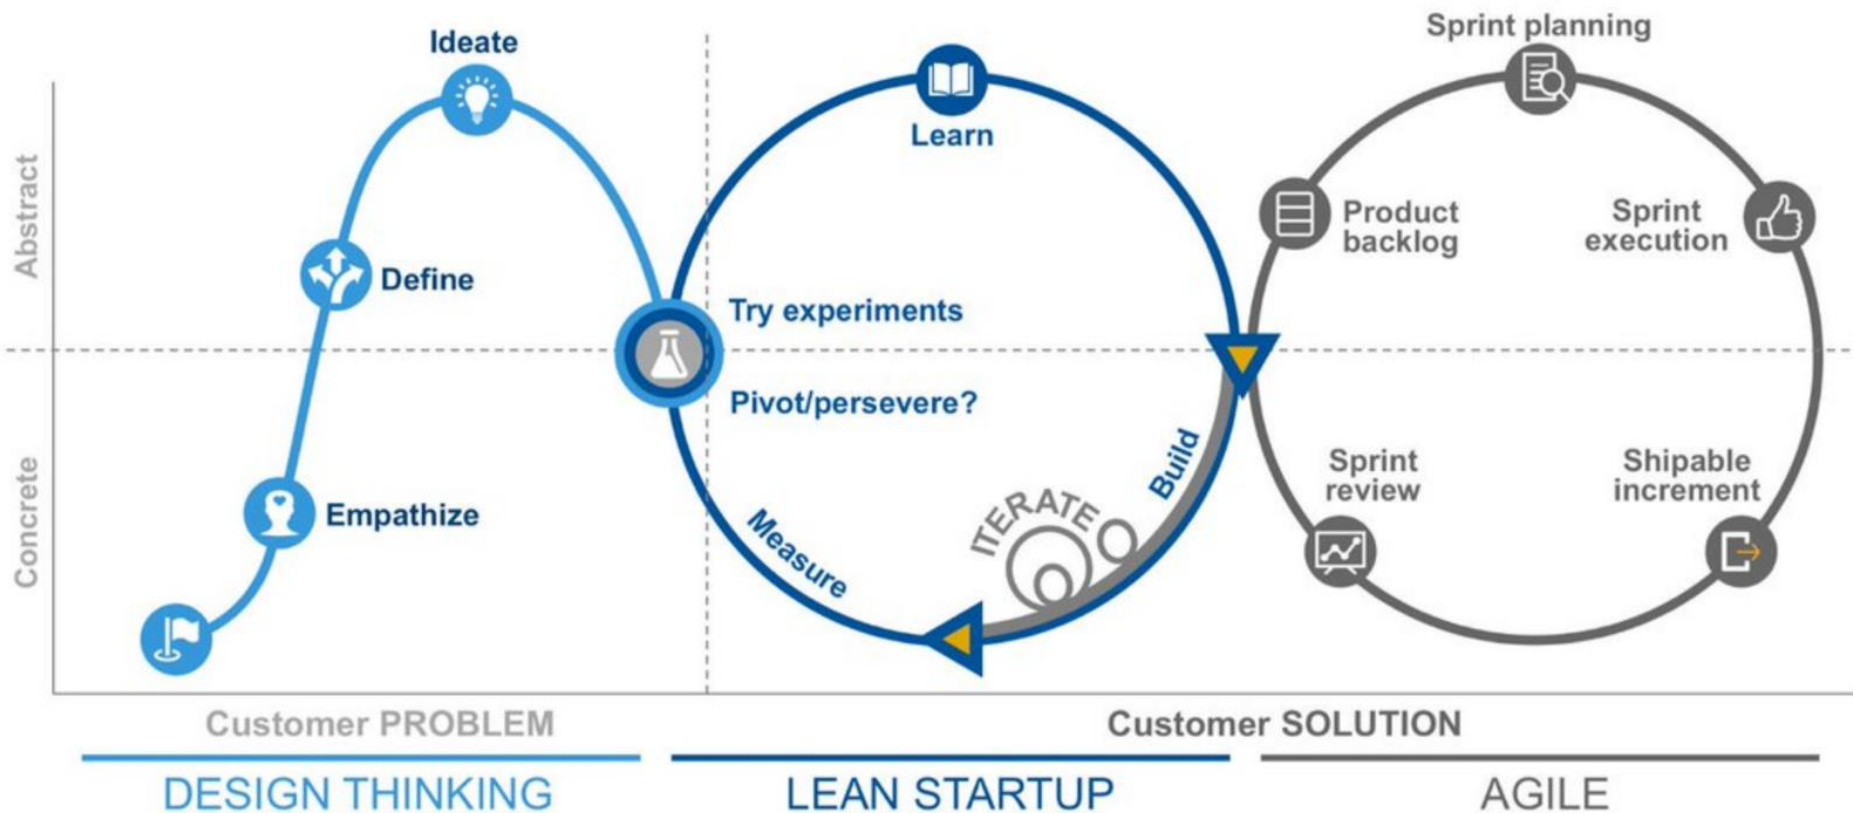 Ideate
Define
Empathize
Abstract
Concrete
Learn
Try experiments
Pivot/persevere?
Measure
ITERATE
Build
Sprint planning
Product
backlog
Sprint
execution
Sprint
review
Shipable
increment
Customer PROBLEM
Customer SOLUTION
DESIGN THINKING
LEAN STARTUP
AGILE